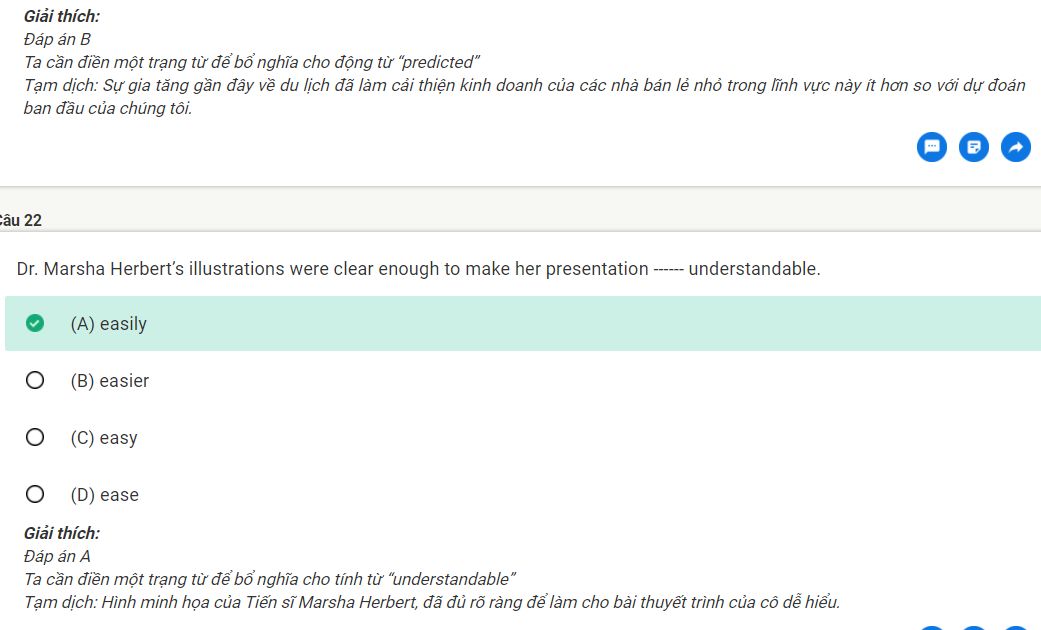 Giải thích:
Đáp án B
Ta cần điền một trạng từ để bổ nghĩa cho động từ “predicted”
Tạm dịch: Sự gia tăng gần đây về du lịch đã làm cải thiện kinh doanh của các nhà bán lẻ nhỏ trong lĩnh vực này ít hơn so với dự đoán
ban đầu của chúng tôi.
Câu 22
Dr. Marsha Herbert’s illustrations were clear enough to make her presentation ------ understandable.
(A) easily
(B) easier
(C) easy
(D) ease
Giải thích:
Đáp án A
Ta cần điền một trạng từ để bổ nghĩa cho tính từ “understandable”
Tạm dịch: Hình minh họa của Tiến sĩ Marsha Herbert, đã đủ rõ ràng để làm cho bài thuyết trình của cô dễ hiểu.